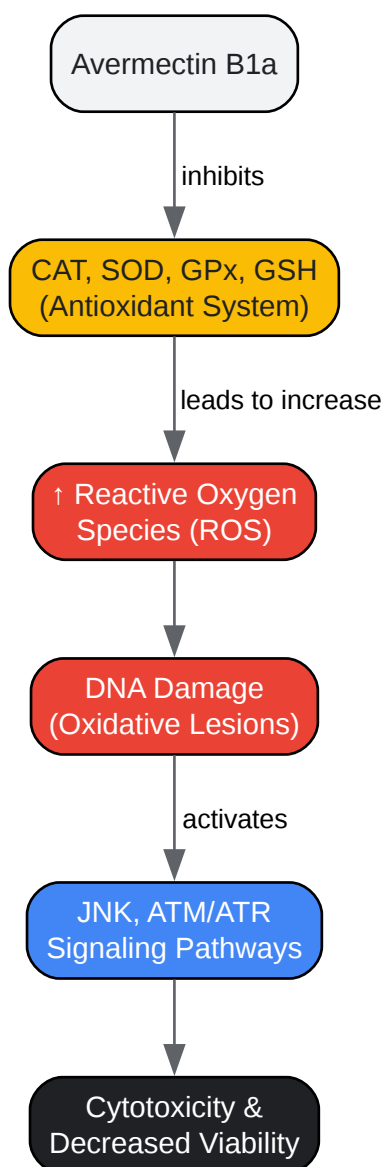 Avermectin B1a
inhibits
CAT, SOD, GPx, GSH
(Antioxidant System)
leads to increase
↑ Reactive Oxygen
Species (ROS)
DNA Damage
(Oxidative Lesions)
activates
JNK, ATM/ATR
Signaling Pathways
Cytotoxicity &
Decreased Viability